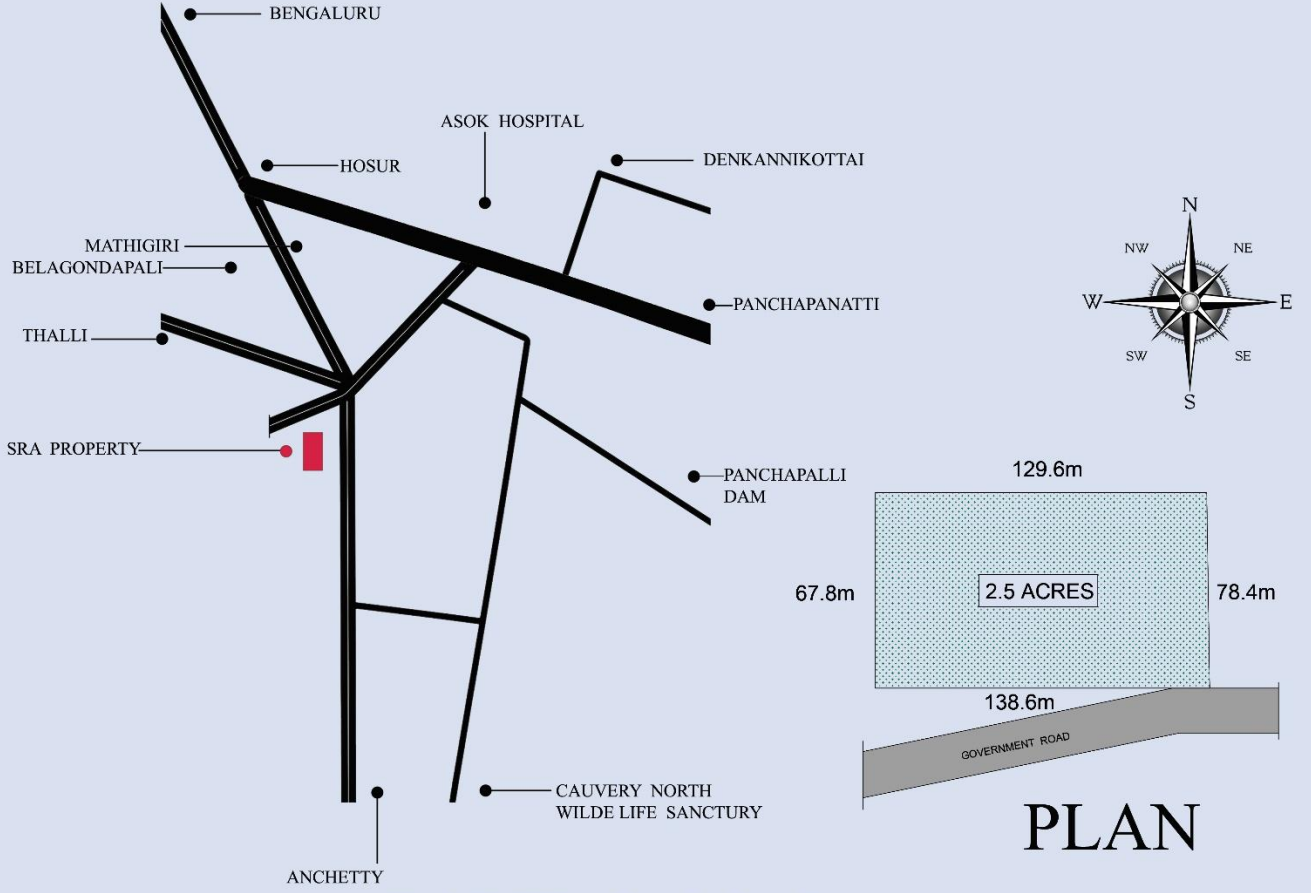 BENGALURU
ASOK HOSPITAL
HOSUR
DENKANNIKOTTAI
MATHIGIRI
BELAGONDAPALI
PANCHAPANATTI
THALLI
SRA PROPERTY
PANCHAPALLI
DAM
CAUVERY NORTH
WILDE LIFE SANCTURY
ANCHETTY
N
NW
NE
W
E
SW
SE
S
129.6m
67.8m
2.5 ACRES
78.4m
138.6m
GOVERNMENT ROAD
PLAN